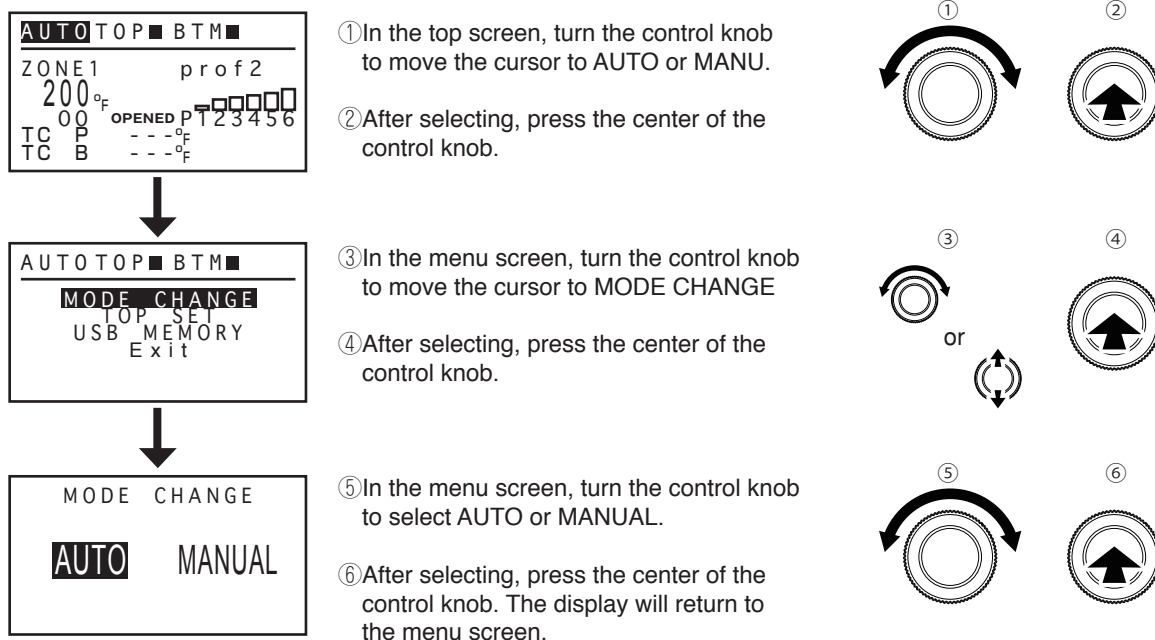 AUTO TOP■ BTM■
ZONE1 prof2
200°F
00 OPENED P123456
TC P ---°F
TC B ---°F
①In the top screen, turn the control knob
to move the cursor to AUTO or MANU.
②After selecting, press the center of the
control knob.
① ②
AUTO TOP■ BTM■
MODE CHANGE
TOP SET
USB MEMORY
Exit
③In the menu screen, turn the control knob
to move the cursor to MODE CHANGE
④After selecting, press the center of the
control knob.
③ ④
or
MODE CHANGE
AUTO MANUAL
⑤In the menu screen, turn the control knob
to select AUTO or MANUAL.
⑥After selecting, press the center of the
control knob. The display will return to
the menu screen.
⑤ ⑥